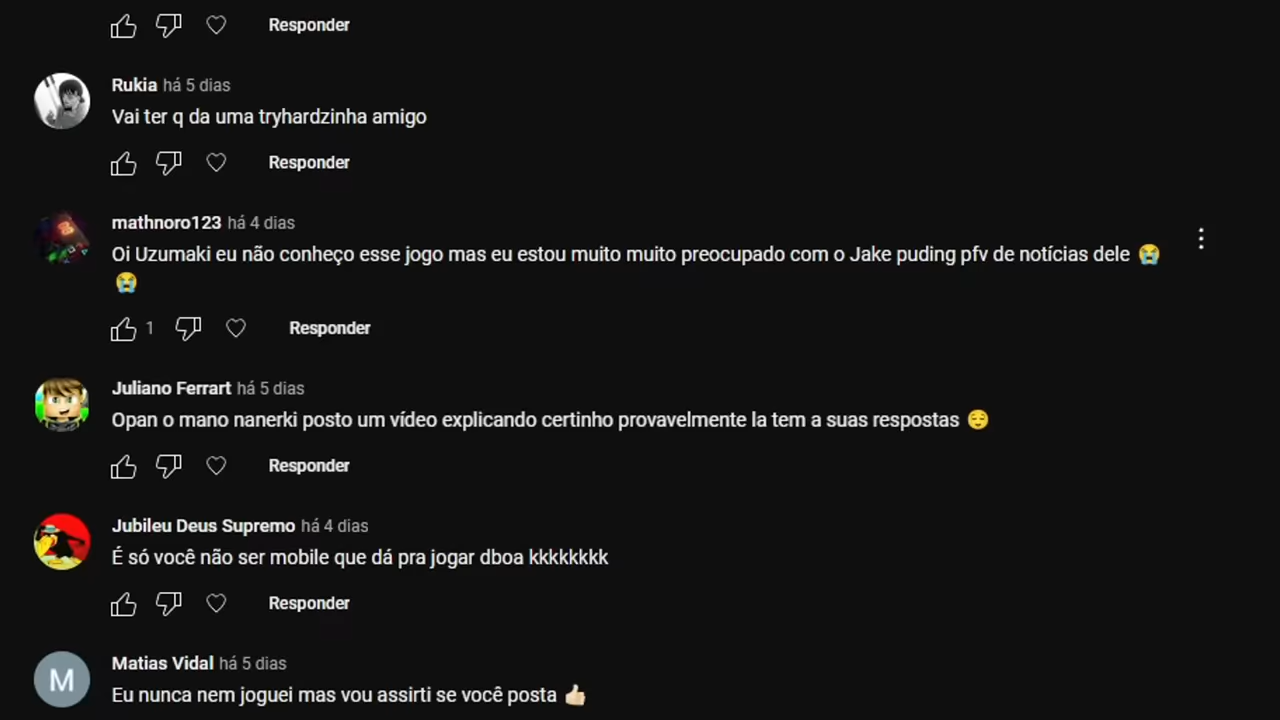 Responder
Rukia há 5 dias
Vai ter q da uma tryhardzinha amigo
Responder
mathnoro123 há 4 dias
Oi Uzumaki eu não conheço esse jogo mas eu estou muito muito preocupado com o Jake puding pfv de notícias dele 😭
😭
1 Responder
Juliano Ferrart há 5 dias
Opan o mano nanerki posto um vídeo explicando certinho provavelmente la tem a suas respostas 😌
Responder
Jubileu Deus Supremo há 4 dias
É só você não ser mobile que dá pra jogar dboa kkkkkkkk
Responder
M
Matias Vidal há 5 dias
Eu nunca nem joguei mas vou assirti se você posta 👍🏻